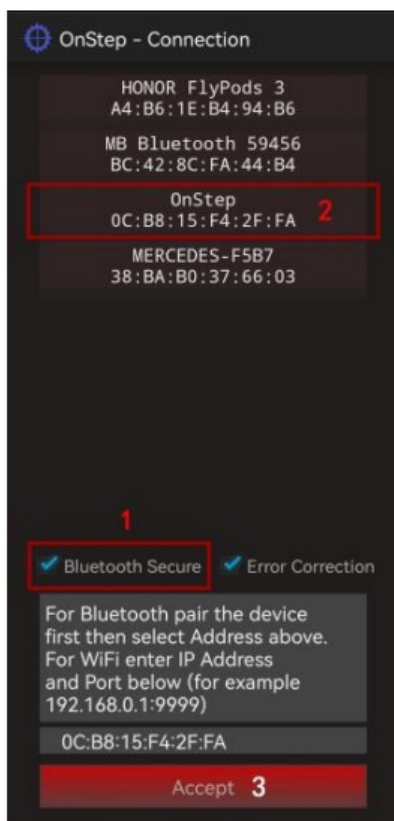 OnStep – Connection
HONOR FlyPods 3
A4:B6:1E:B4:94:B6
MB Bluetooth 59456
BC:42:8C:FA:44:B4
OnStep
0C:B8:15:F4:2F:FA
2
MERCEDES-F5B7
38:BA:B0:37:66:03
1
Bluetooth Secure
Error Correction
For Bluetooth pair the device
first then select Address above.
For WiFi enter IP Address
and Port below (for example
192.168.0.1:9999)
0C:B8:15:F4:2F:FA
Accept 3